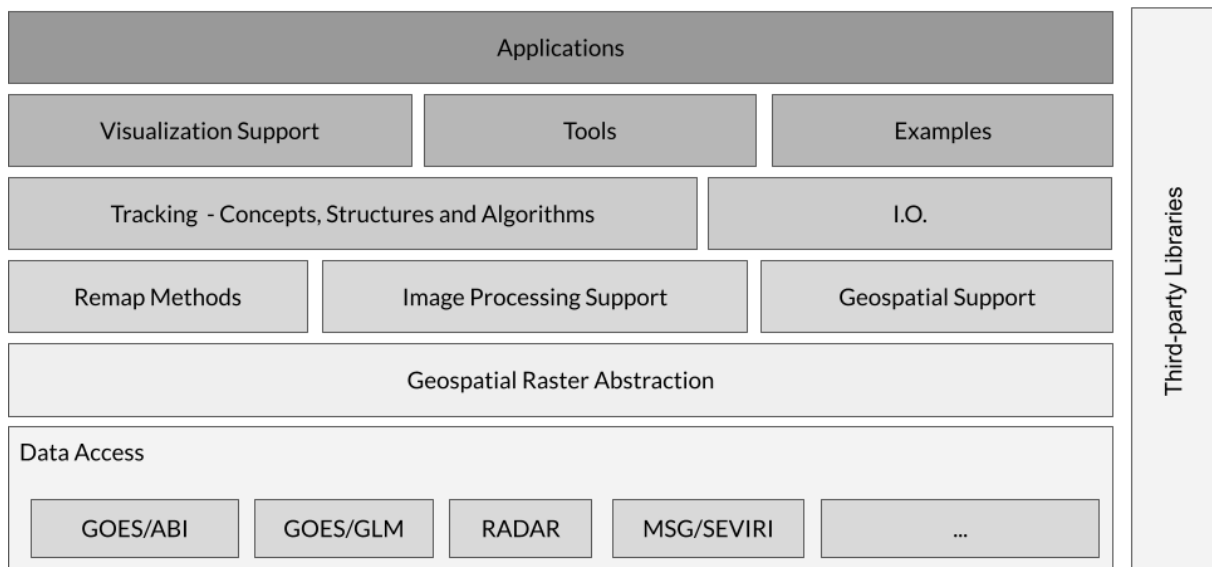 Applications
Visualization Support
Tools
Examples
Tracking - Concepts, Structures and Algorithms
I.O.
Remap Methods
Image Processing Support
Geospatial Support
Geospatial Raster Abstraction
Data Access
GOES/ABI
GOES/GLM
RADAR
MSG/SEVIRI
...
Third-party Libraries